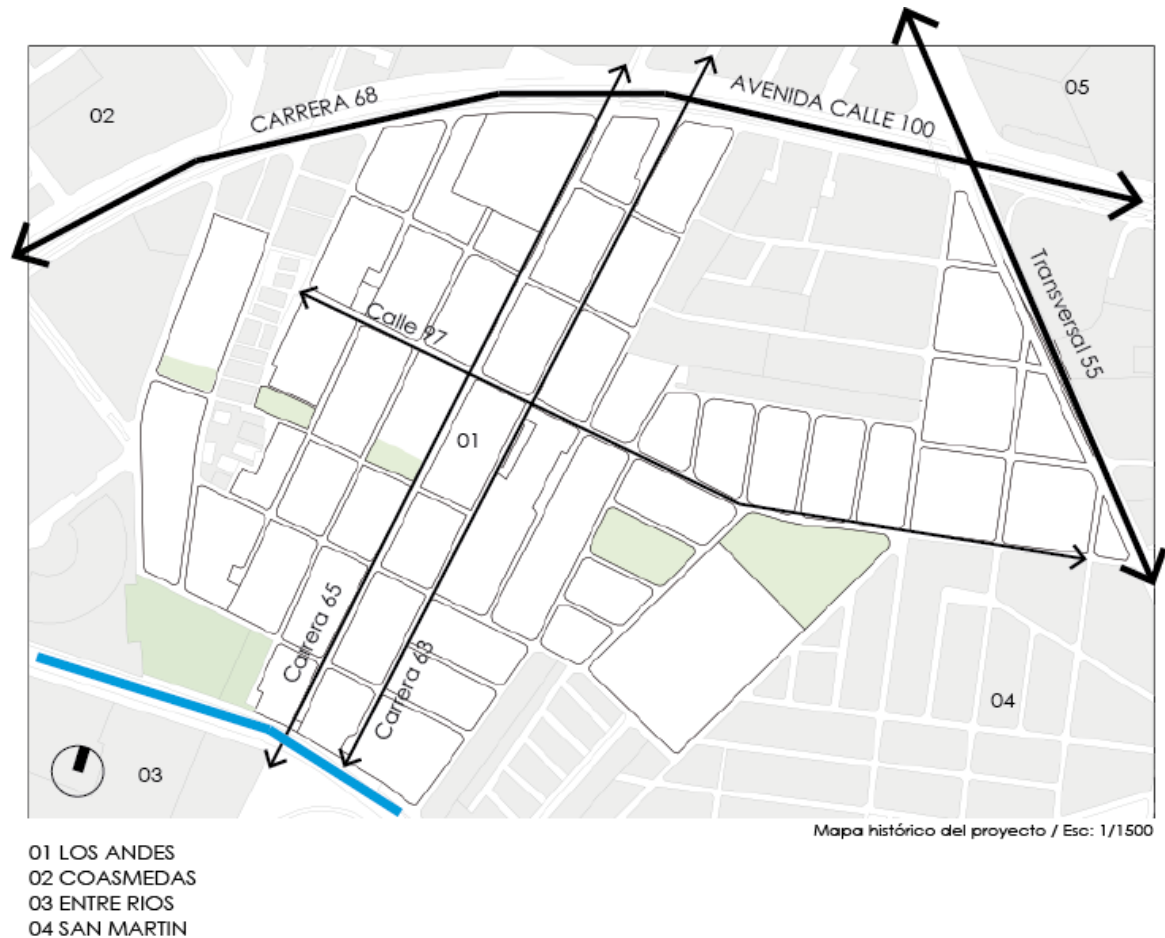 02
CARRERA 68
AVENIDA CALLE 100
05
Transversal 55
Calle 97
01
Carrera 65
Carrera 63
04
03
Mapa histórico del proyecto / Esc: 1/1500
01 LOS ANDES
02 COASMEDAS
03 ENTRE RIOS
04 SAN MARTIN